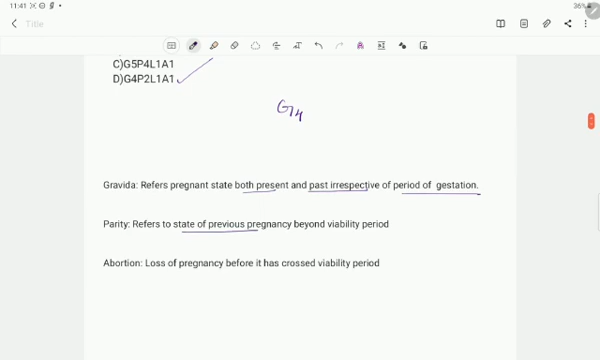 11:41
36%
Title
C)G5P4L1A1
D)G4P2L1A1
G4
Gravida: Refers pregnant state both present and past irrespective of period of gestation.
Parity: Refers to state of previous pregnancy beyond viability period
Abortion: Loss of pregnancy before it has crossed viability period